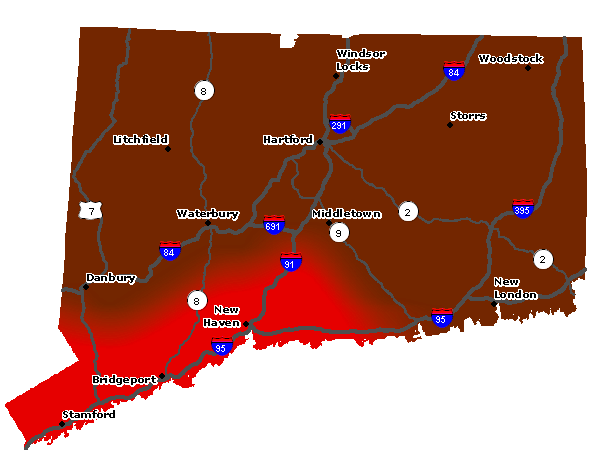 Windsor
Locks
Woodstock
84
8
Storrs
291
Hartford
Litchfield
7
Waterbury
Middletown
2
395
691
9
84
91
2
Danbury
New
London
8
New
Haven
95
95
Bridgeport
Stamford